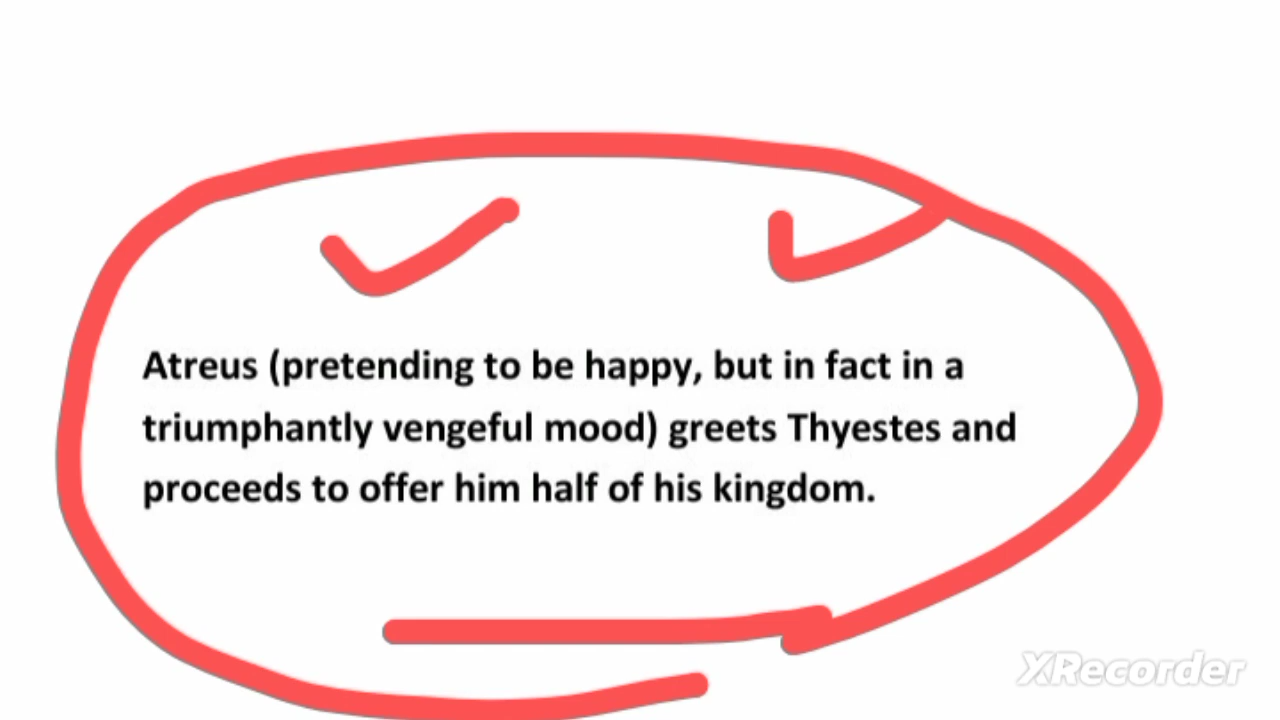 Atreus (pretending to be happy, but in fact in a
triumphantly vengeful mood) greets Thyestes and
proceeds to offer him half of his kingdom.
XRecorder